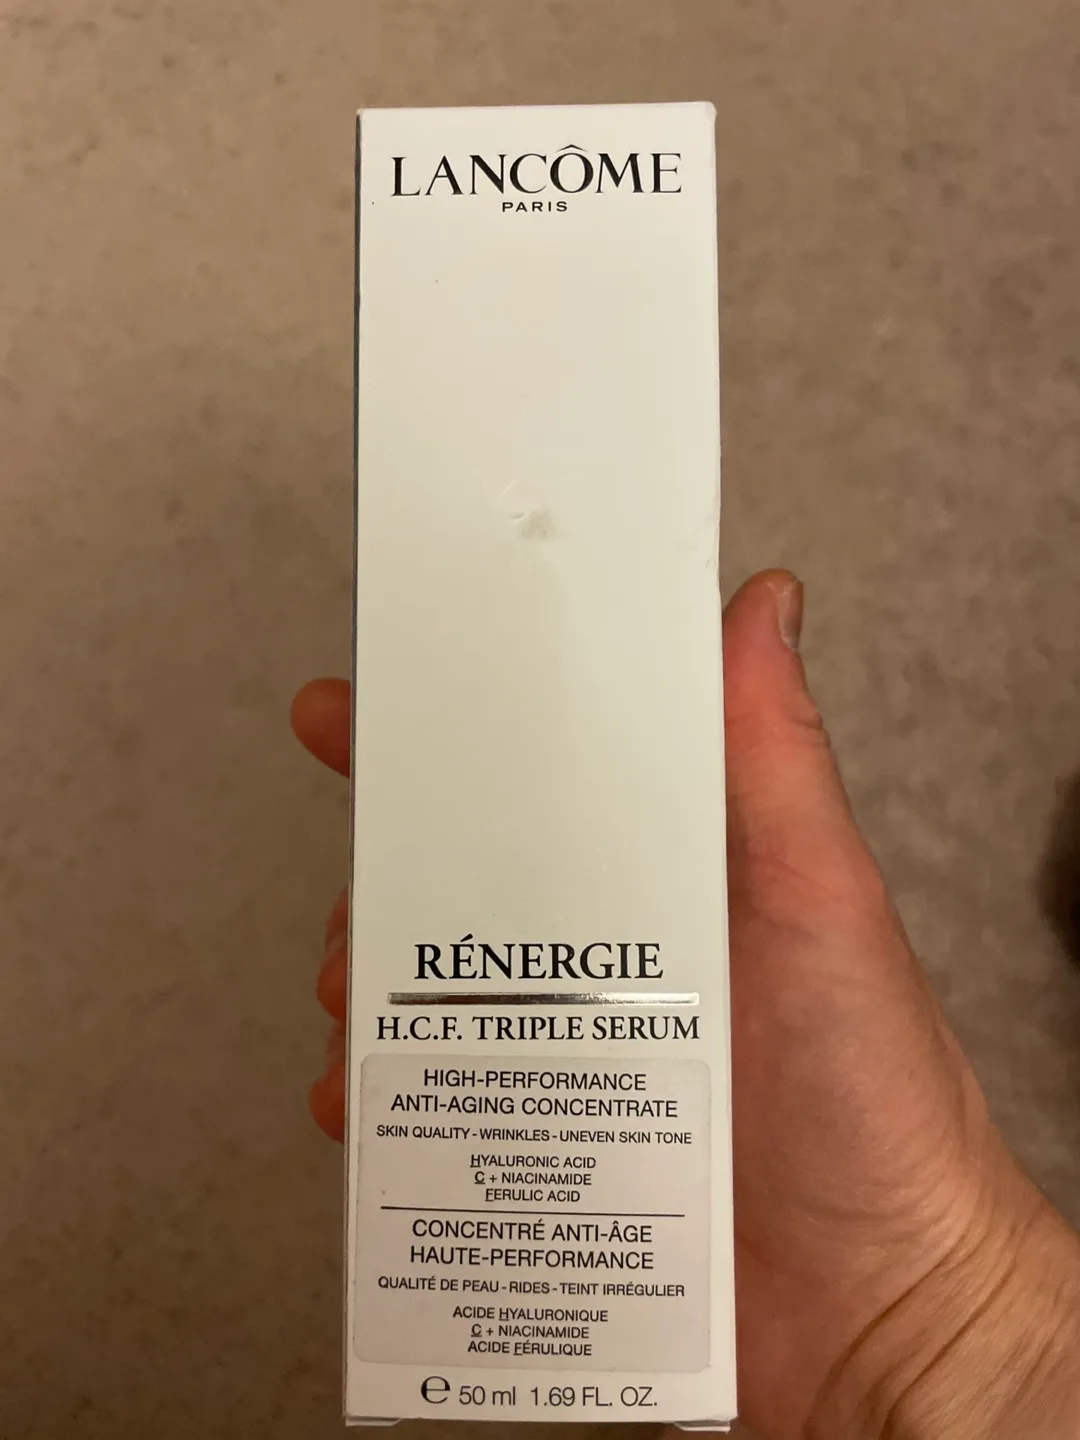 LANCÔME
PARIS
RÉNERGIE
H.C.F. TRIPLE SERUM
HIGH-PERFORMANCE
ANTI-AGING CONCENTRATE
SKIN QUALITY - WRINKLES - UNEVEN SKIN TONE
HYALURONIC ACID
C + NIACINAMIDE
FERULIC ACID
CONCENTRÉ ANTI-ÂGE
HAUTE-PERFORMANCE
QUALITÉ DE PEAU - RIDES - TEINT IRRÉGULIER
ACIDE HYALURONIQUE
C + NIACINAMIDE
ACIDE FÉRULIQUE
℮ 50 ml 1.69 FL. OZ.